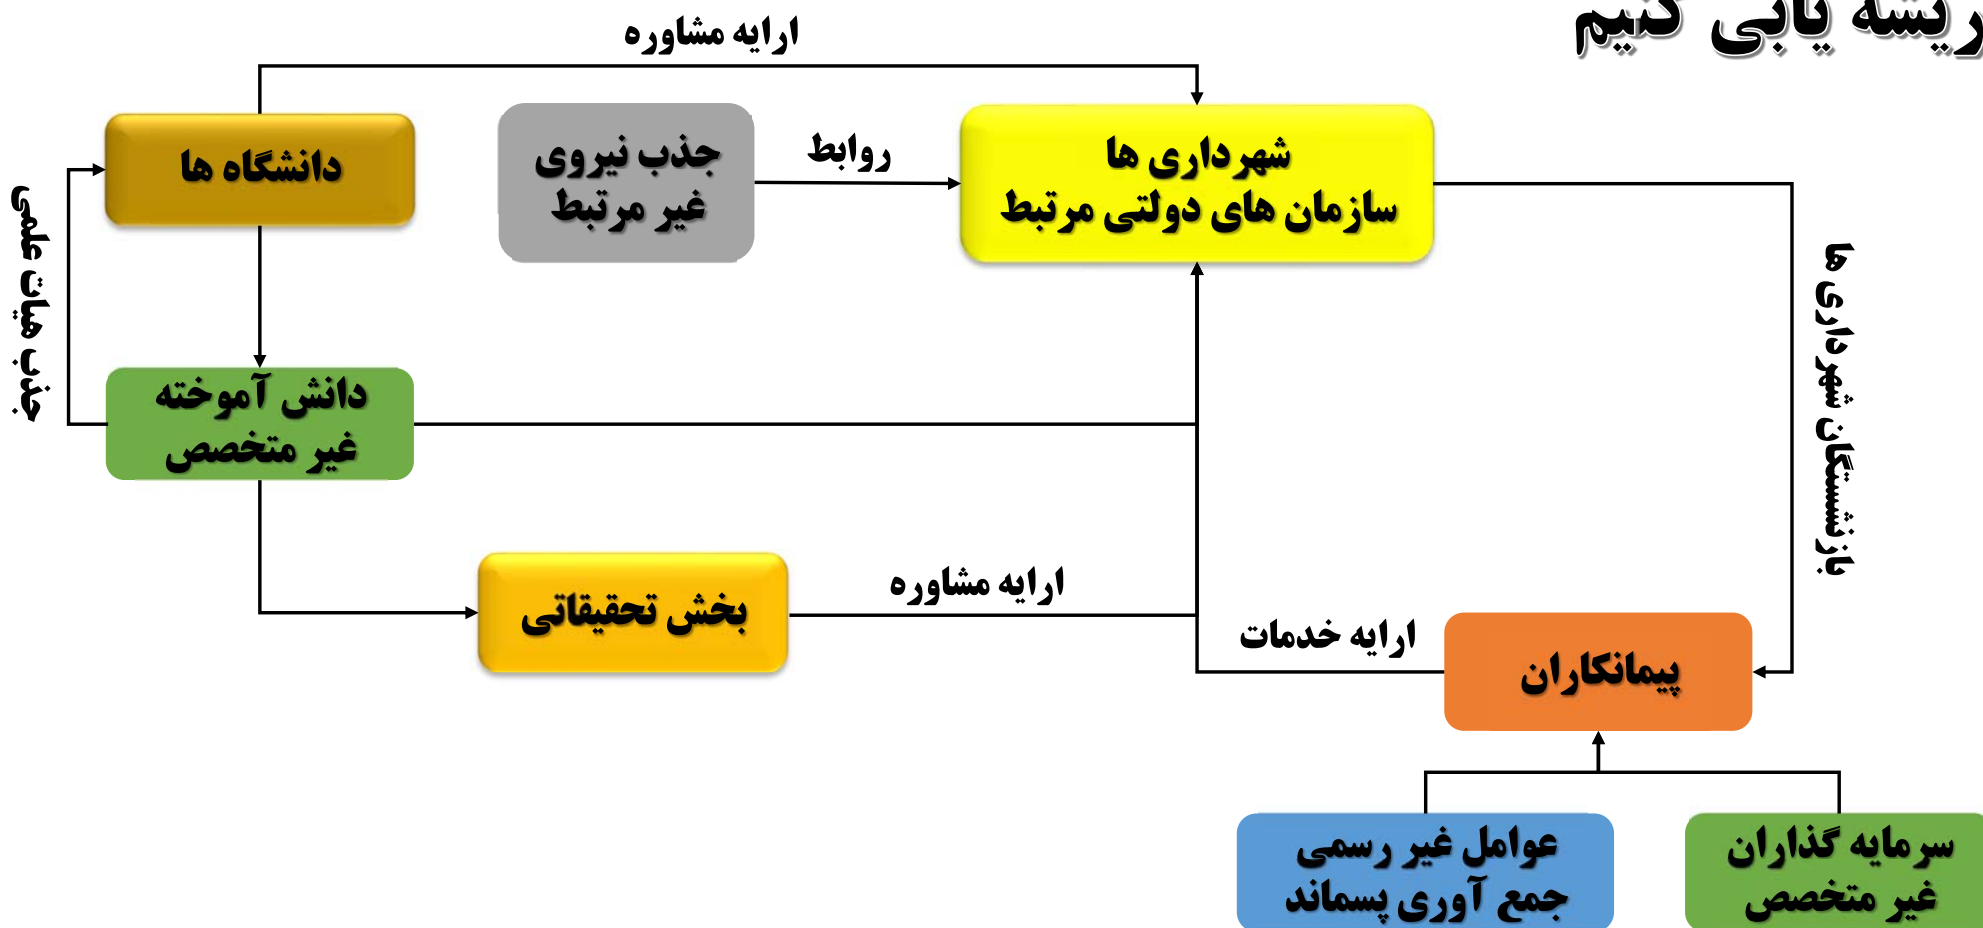 ریشه یابی کنیم
ارایه مشاوره
شهرداری ها
سازمان های دولتی مرتبط
روابط
جذب نیروی
غیر مرتبط
دانشگاه ها
جذب هیات علمی
بازنشستگان شهرداری ها
دانش آموخته
غیر متخصص
ارایه مشاوره
بخش تحقیقاتی
ارایه خدمات
پیمانکاران
سرمایه گذاران
غیر متخصص
عوامل غیر رسمی
جمع آوری پسماند